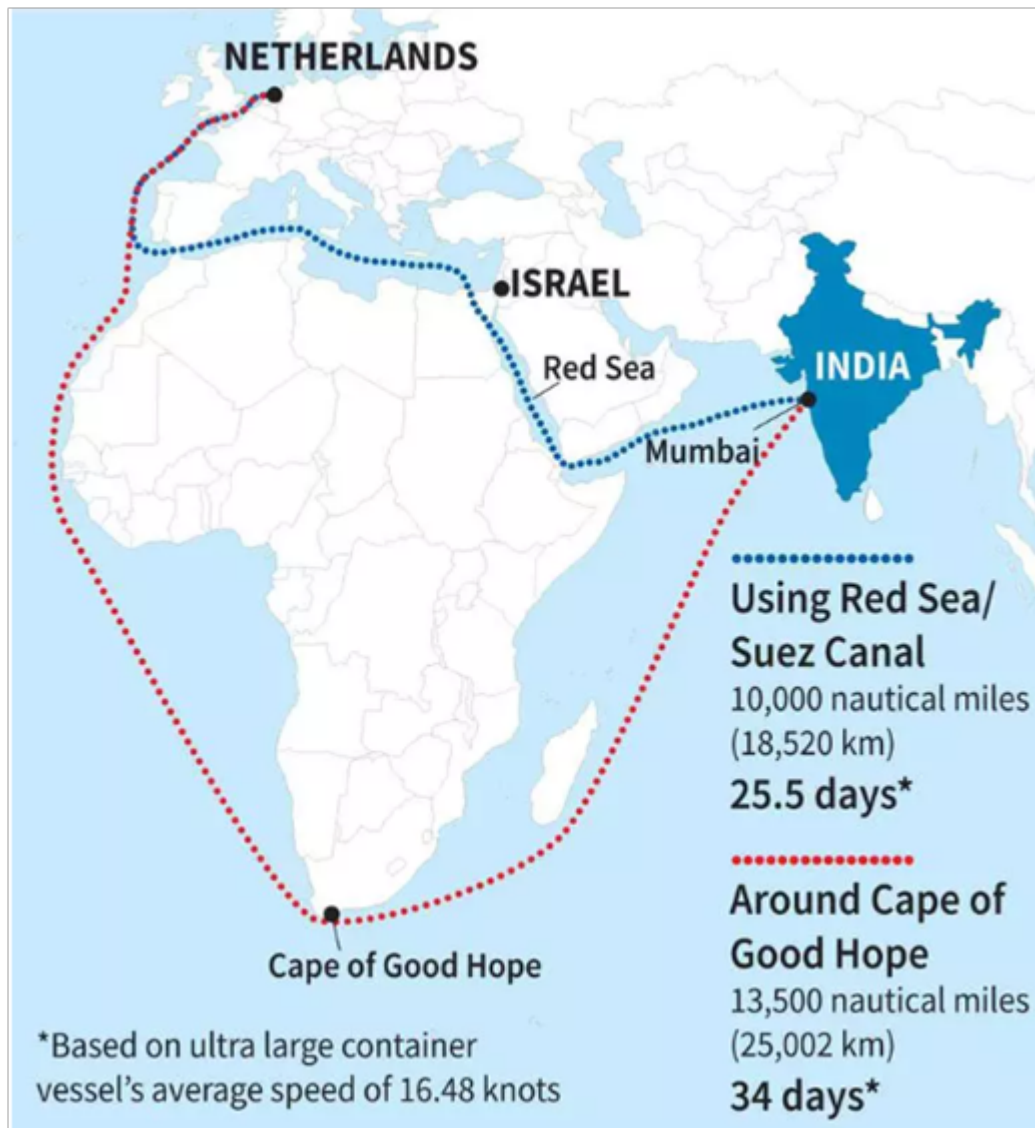 NETHERLANDS
ISRAEL
Red Sea
INDIA
Mumbai
Using Red Sea/
Suez Canal
10,000 nautical miles
(18,520 km)
25.5 days*
Around Cape of
Good Hope
13,500 nautical miles
(25,002 km)
34 days*
Cape of Good Hope
*Based on ultra large container
vessel's average speed of 16.48 knots